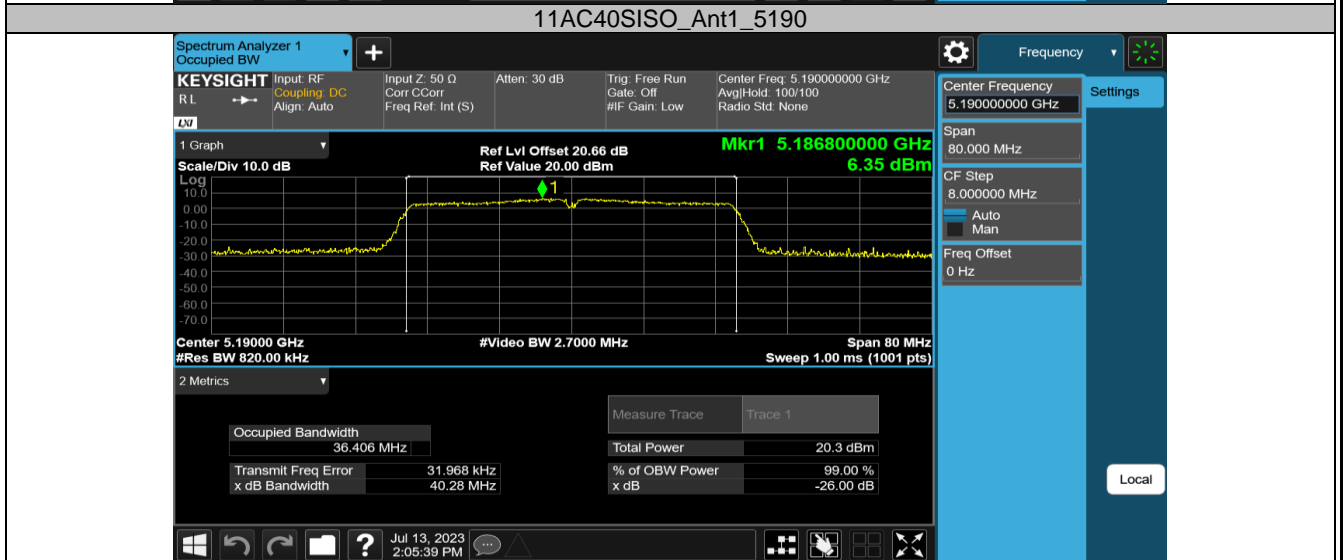 11AC40SISO_Ant1_5190
Spectrum Analyzer 1
Occupied BW
Frequency
KEYSIGHT
R L
LXI
Input: RF
Coupling: DC
Align: Auto
Input Z: 50 Ω
Corr CCorr
Freq Ref: Int (S)
Atten: 30 dB
Trig: Free Run
Gate: Off
#IF Gain: Low
Center Freq: 5.190000000 GHz
Avg|Hold: 100/100
Radio Std: None
Center Frequency
5.190000000 GHz
Settings
Span
80.000 MHz
CF Step
8.000000 MHz
Auto
Man
Freq Offset
0 Hz
Local
1 Graph
Scale/Div 10.0 dB
Ref Lvl Offset 20.66 dB
Ref Value 20.00 dBm
Mkr1 5.186800000 GHz
6.35 dBm
Log
10.0
0.00
-10.0
-20.0
-30.0
-40.0
-50.0
-60.0
-70.0
1
Center 5.19000 GHz
#Video BW 2.7000 MHz
Span 80 MHz
#Res BW 820.00 kHz
Sweep 1.00 ms (1001 pts)
2 Metrics
Measure Trace
Trace 1
Occupied Bandwidth
36.406 MHz
Total Power
20.3 dBm
Transmit Freq Error
31.968 kHz
% of OBW Power
99.00 %
x dB Bandwidth
40.28 MHz
x dB
-26.00 dB
?
Jul 13, 2023
2:05:39 PM